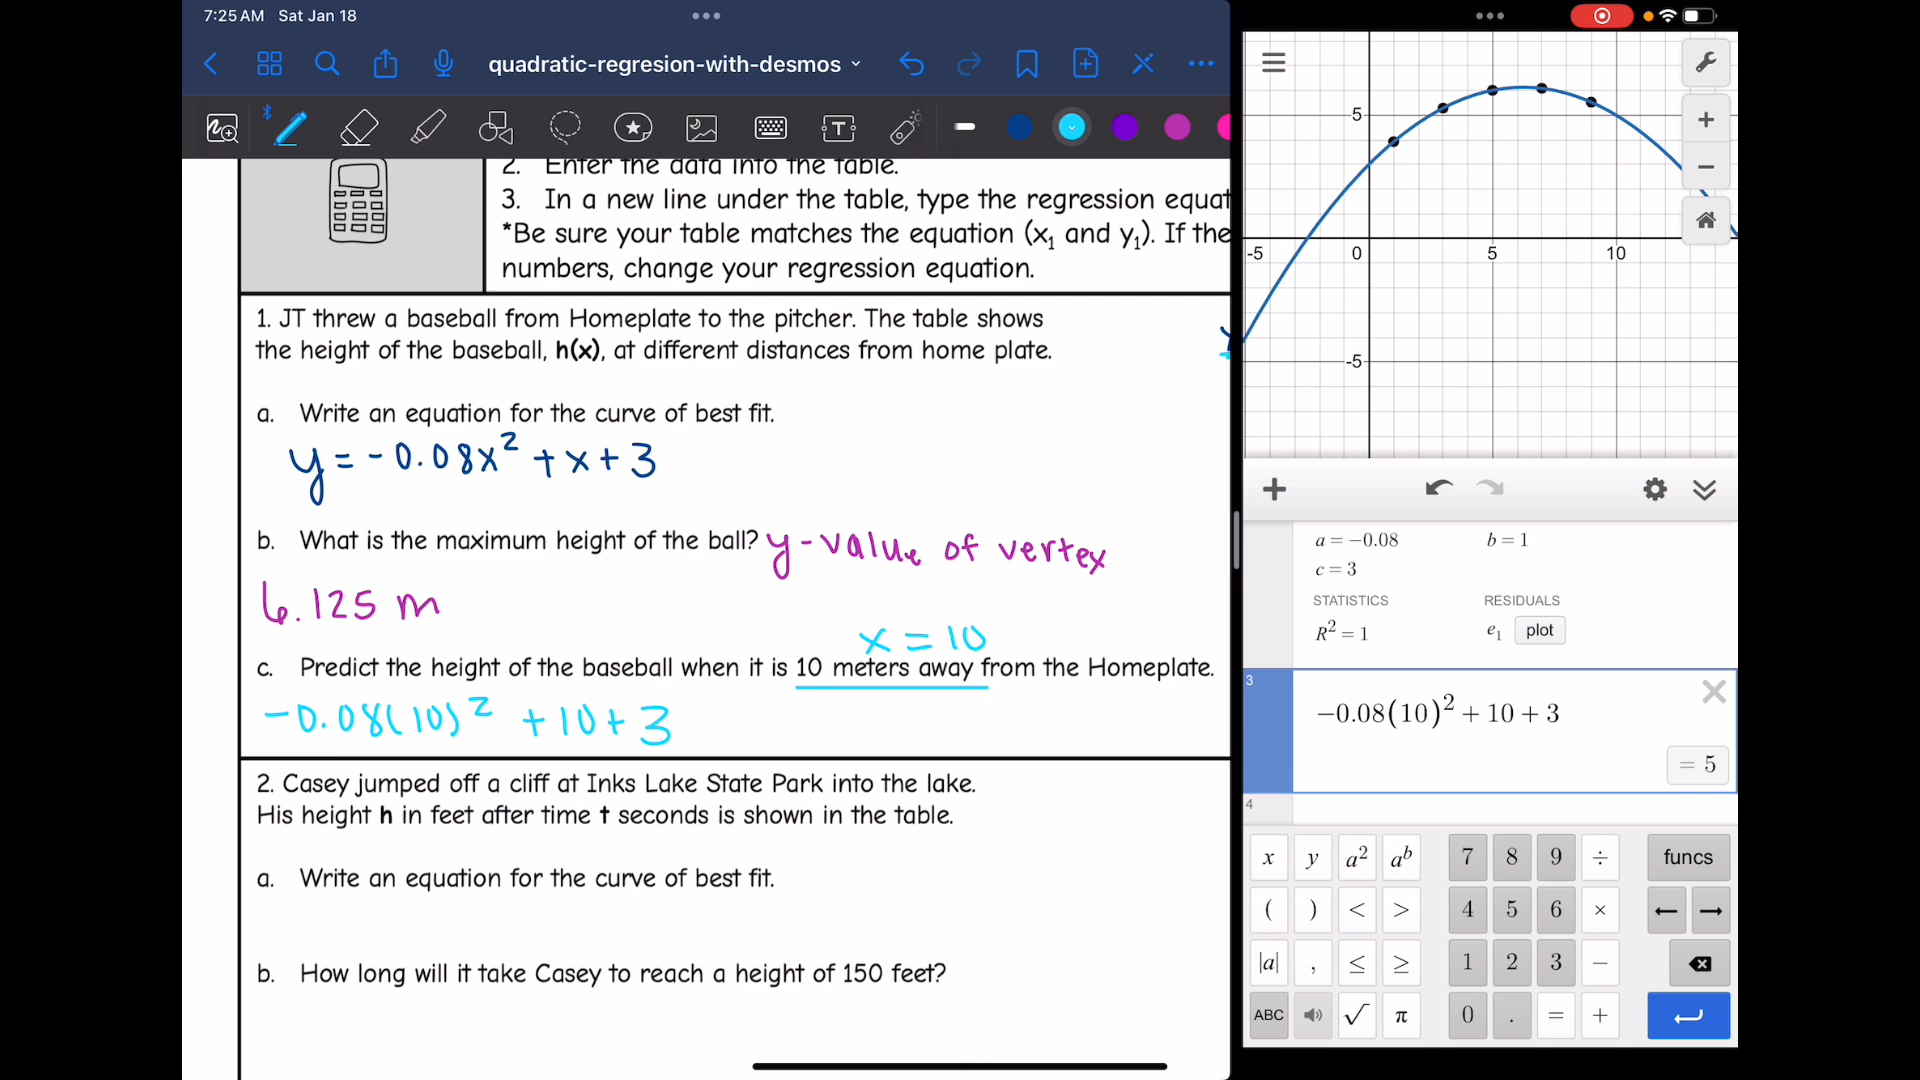 7:25 AM Sat Jan 18
quadratic-regresion-with-desmos
T
2. Enter the data into the table.
3. In a new line under the table, type the regression equat
*Be sure your table matches the equation (x₁ and y₁). If the
numbers, change your regression equation.
1. JT threw a baseball from Homeplate to the pitcher. The table shows
the height of the baseball, h(x), at different distances from home plate.
a. Write an equation for the curve of best fit.
y = -0.08x² + x + 3
b. What is the maximum height of the ball? y-value of vertex
6.125 m
x = 10
c. Predict the height of the baseball when it is 10 meters away from the Homeplate.
-0.08(10)² + 10 + 3
2. Casey jumped off a cliff at Inks Lake State Park into the lake.
His height h in feet after time t seconds is shown in the table.
a. Write an equation for the curve of best fit.
b. How long will it take Casey to reach a height of 150 feet?
5
-5 0 5 10
-5
a = −0.08 b = 1
c = 3
STATISTICS RESIDUALS
R² = 1 e₁ plot
3
−0.08(10)² + 10 + 3
= 5
4
x y a² aᵇ 7 8 9 ÷ funcs
( ) < > 4 5 6 × ← →
|a| , ≤ ≥ 1 2 3 −
ABC √ π 0 . = +